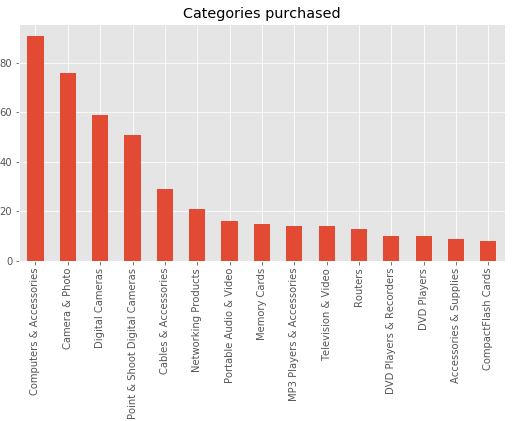 Categories purchased
80
60
40
20
0
Computers & Accessories
Camera & Photo
Digital Cameras
Point & Shoot Digital Cameras
Cables & Accessories
Networking Products
Portable Audio & Video
Memory Cards
MP3 Players & Accessories
Television & Video
Routers
DVD Players & Recorders
DVD Players
Accessories & Supplies
CompactFlash Cards